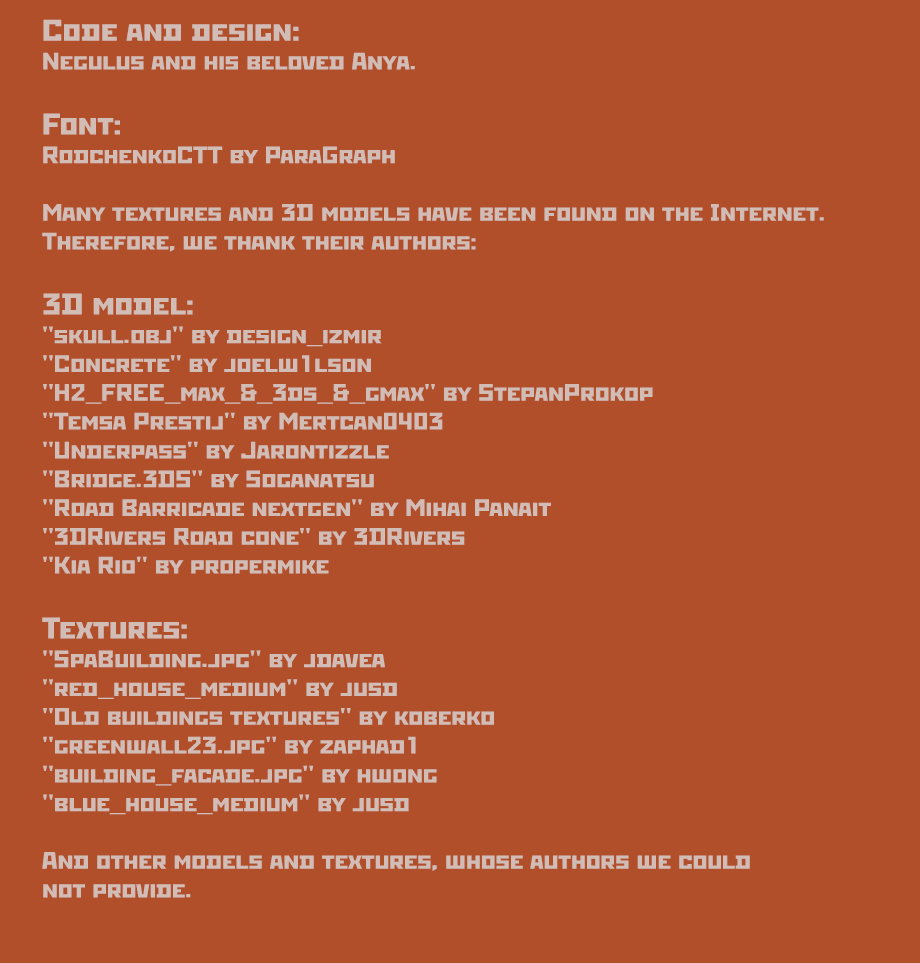 Code and design:
Negulus and his beloved Anya.
Font:
RodchenkoCTT by ParaGraph
Many textures and 3D models have been found on the Internet.
Therefore, we thank their authors:
3D model:
"skull.obj" by design_izmir
"Concrete" by joelw1lson
"H2_FREE_max_&_3ds_&_gmax" by StepanProkop
"Temsa Prestij" by Mertcan0403
"Underpass" by Jarontizzle
"Bridge.3DS" by Soganatsu
"Road Barricade nextgen" by Mihai Panait
"3DRivers Road cone" by 3DRivers
"Kia Rio" by propermike
Textures:
"SpaBuilding.jpg" by jdavea
"red_house_medium" by jusd
"Old buildings textures" by koberko
"greenwall23.jpg" by zaphad1
"building_facade.jpg" by hwong
"blue_house_medium" by jusd
And other models and textures, whose authors we could
not provide.